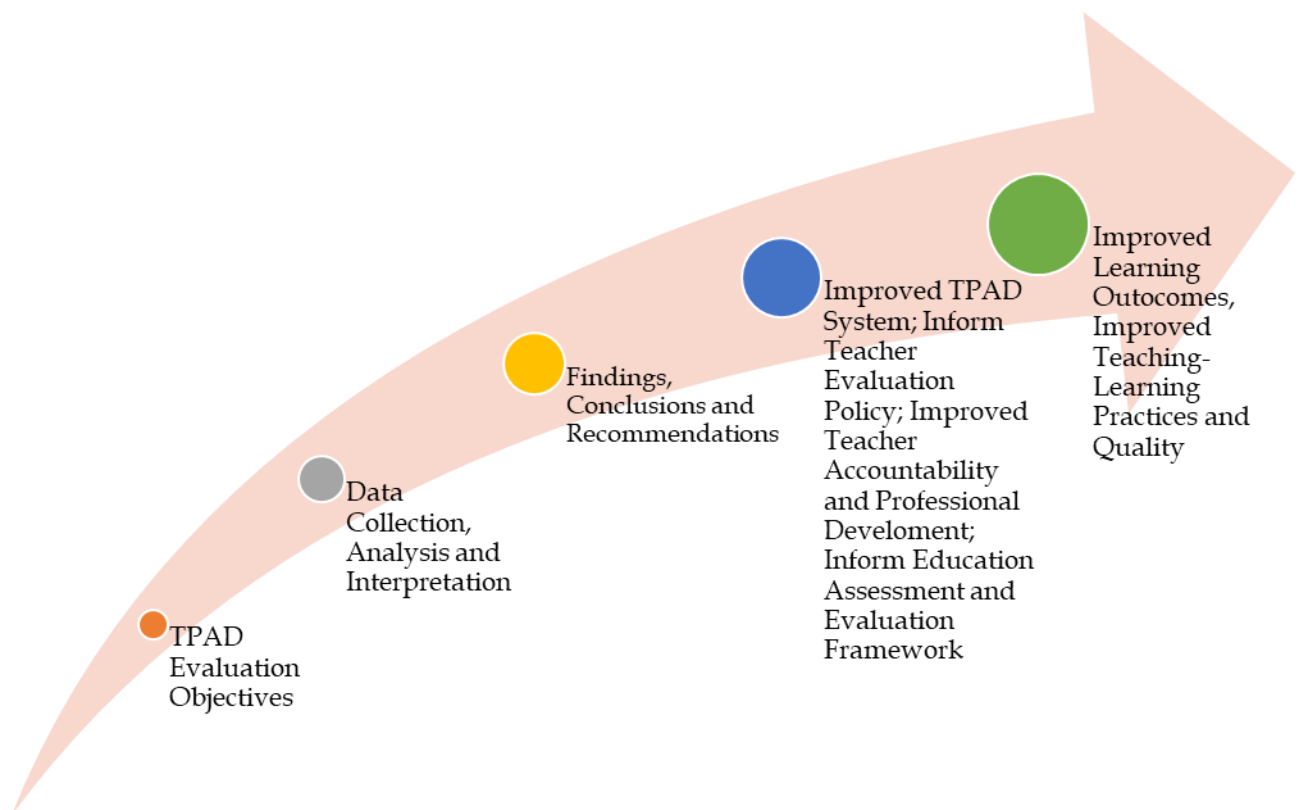 TPAD
Evaluation
Objectives
Data
Collection,
Analysis and
Interpretation
Findings,
Conclusions and
Recommendations
Improved TPAD
System; Inform
Teacher
Evaluation
Policy; Improved
Teacher
Accountability
and Professional
Develoment;
Inform Education
Assessment and
Evaluation
Framework
Improved
Learning
Outocomes,
Improved
Teaching-
Learning
Practices and
Quality